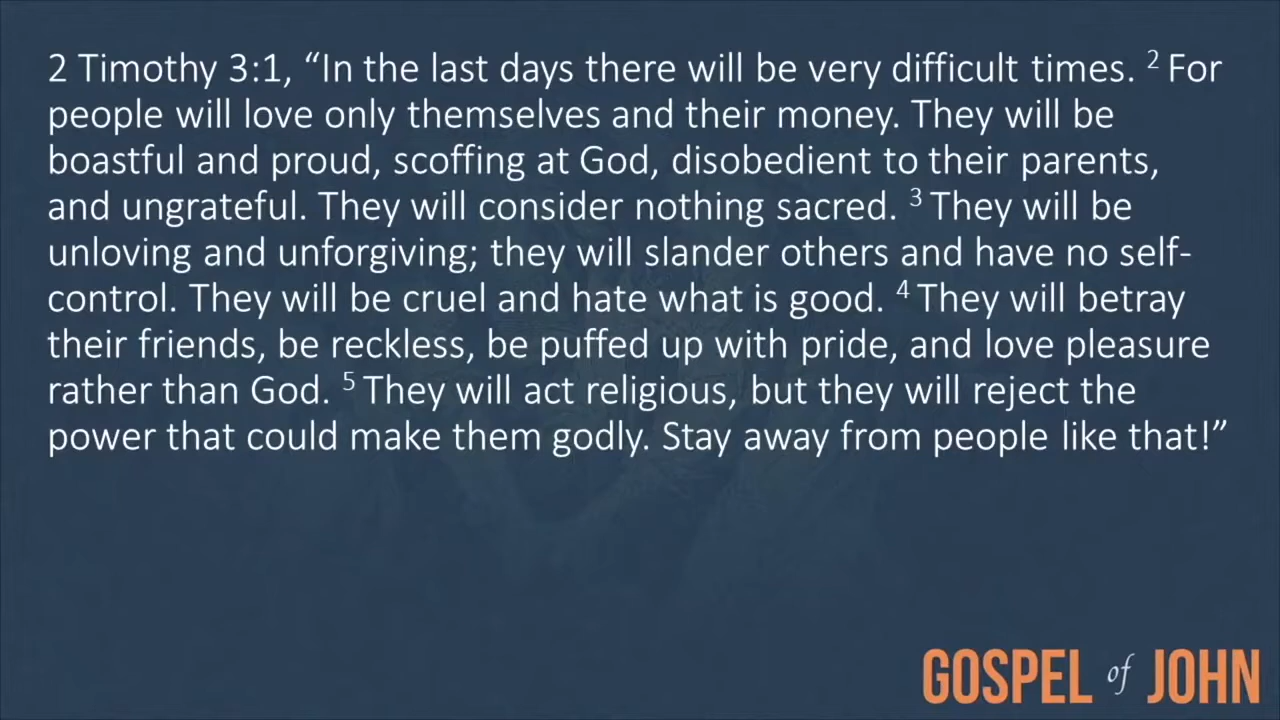 2 Timothy 3:1, “In the last days there will be very difficult times. ² For
people will love only themselves and their money. They will be
boastful and proud, scoffing at God, disobedient to their parents,
and ungrateful. They will consider nothing sacred. ³ They will be
unloving and unforgiving; they will slander others and have no self-
control. They will be cruel and hate what is good. ⁴ They will betray
their friends, be reckless, be puffed up with pride, and love pleasure
rather than God. ⁵ They will act religious, but they will reject the
power that could make them godly. Stay away from people like that!”
GOSPEL of JOHN